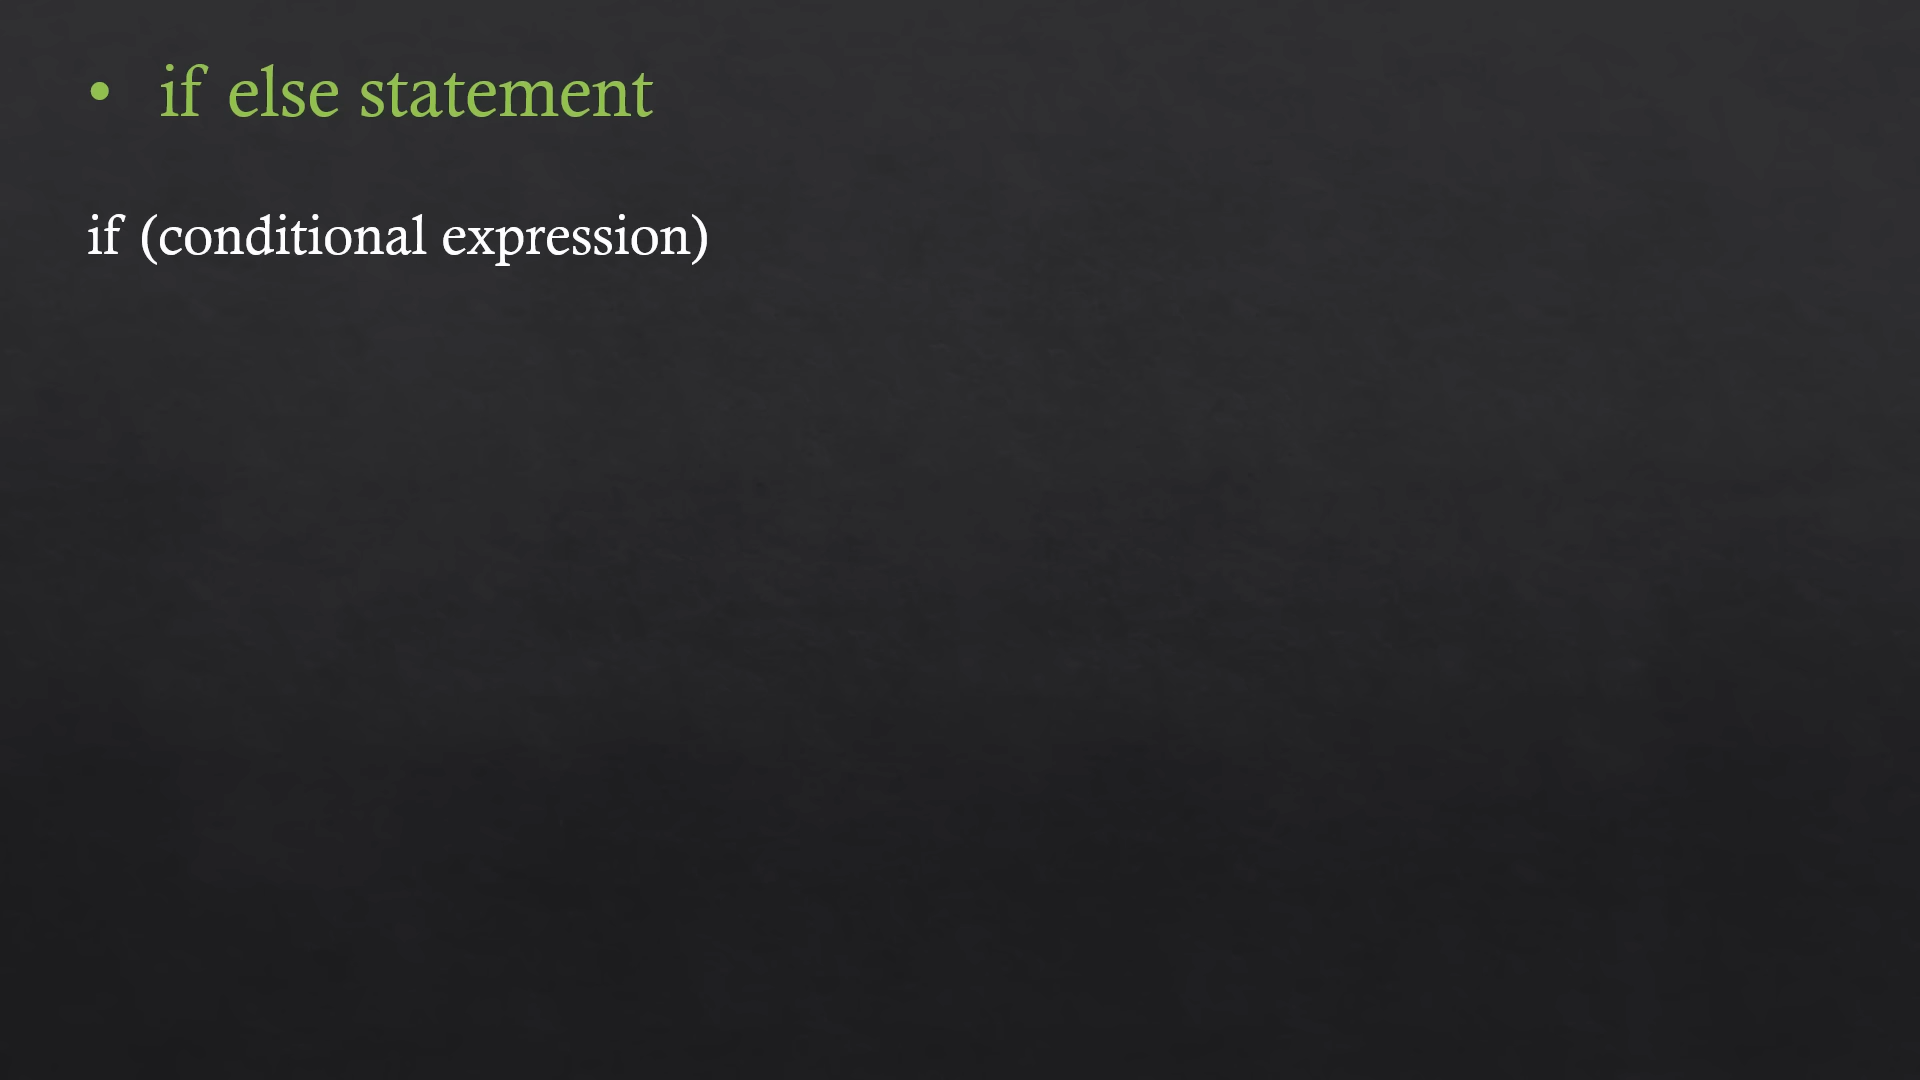 • if else statement
if (conditional expression)